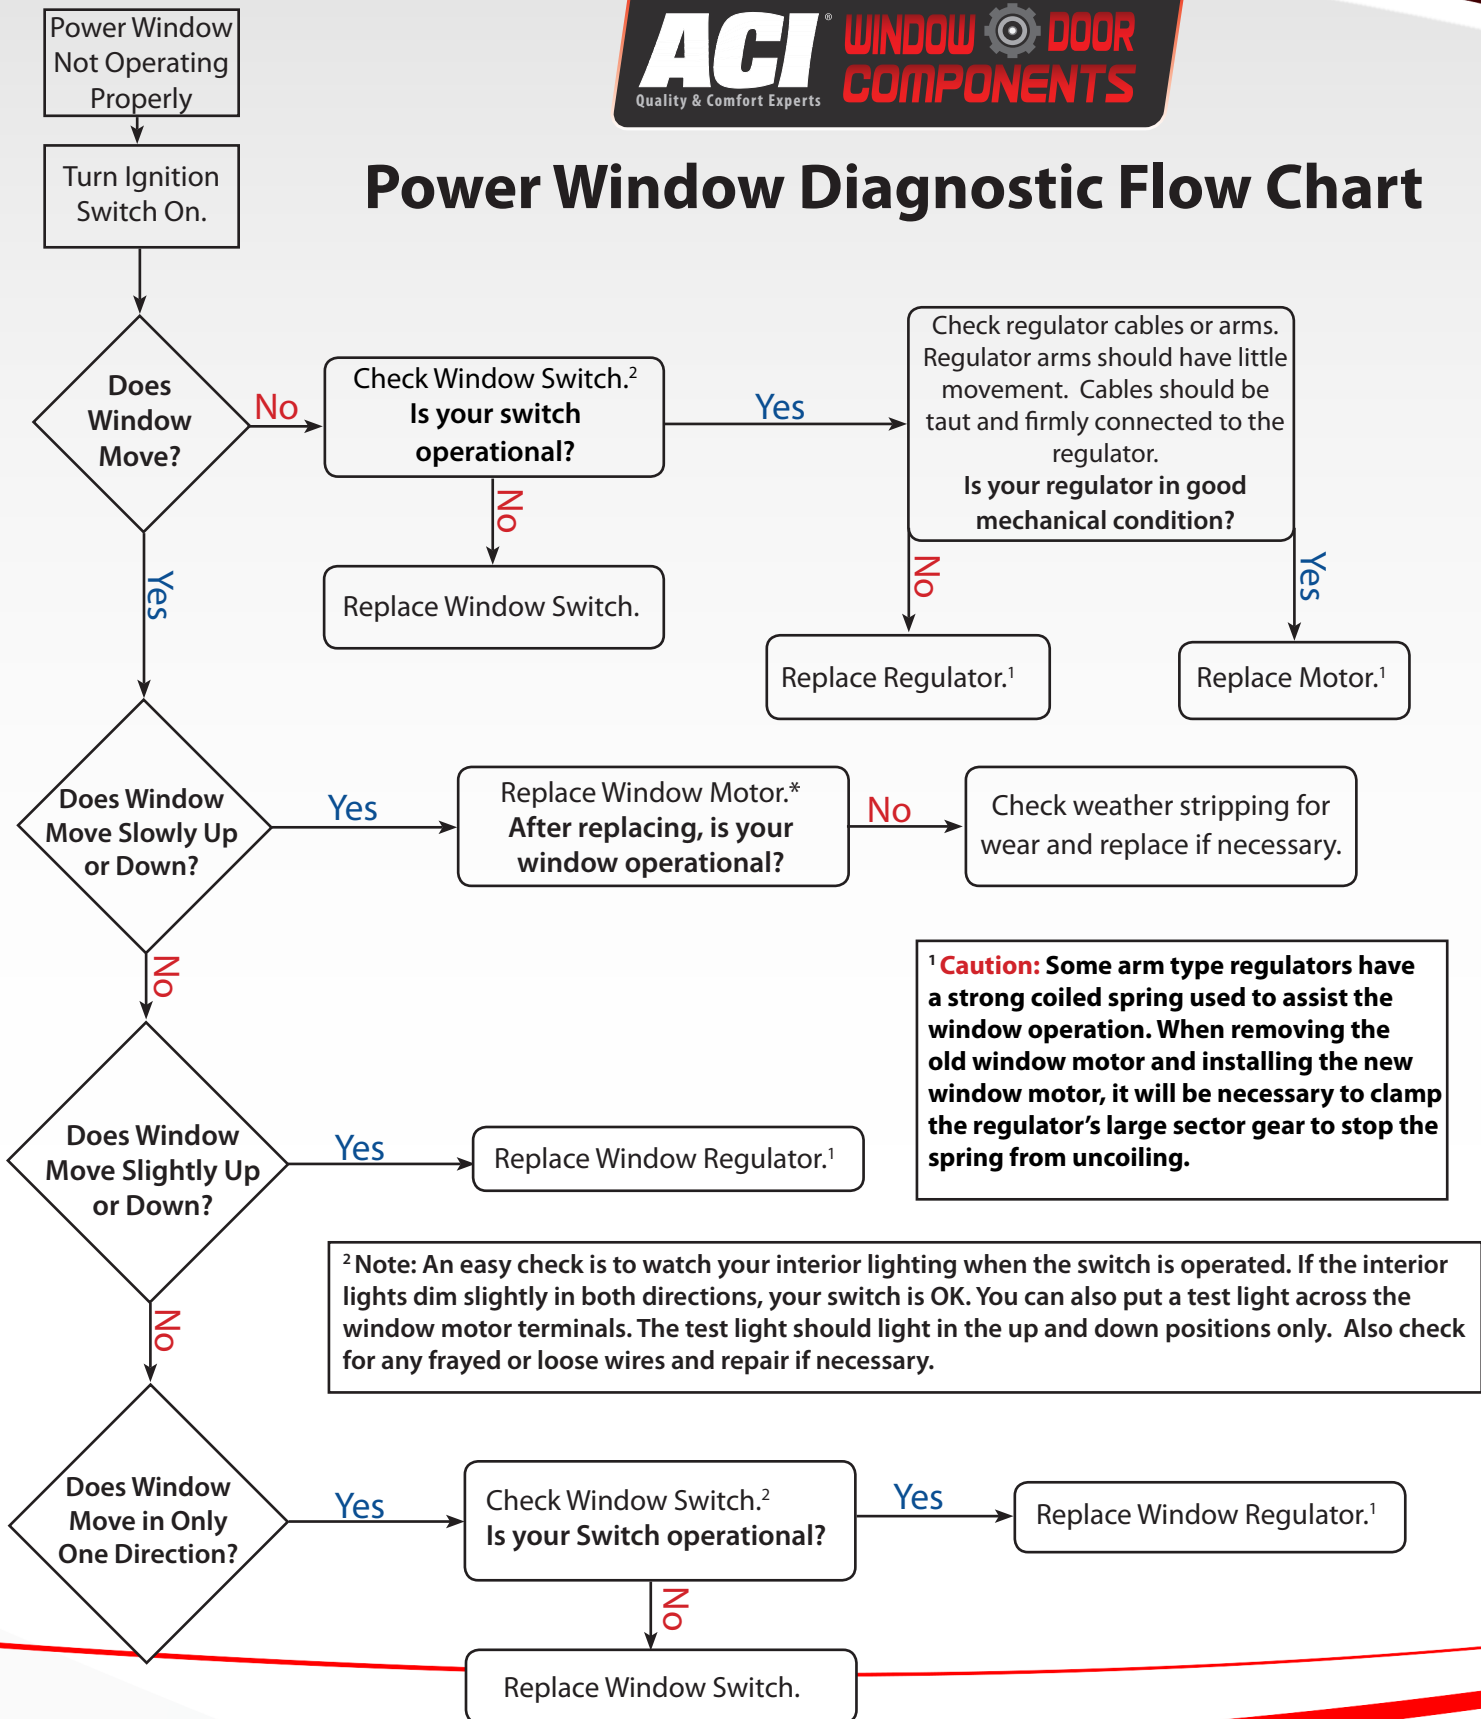 Power Window
Not Operating
Properly
ACI®
Quality & Comfort Experts
WINDOW DOOR
COMPONENTS
Power Window Diagnostic Flow Chart
Turn Ignition
Switch On.
Does
Window
Move?
No
Check Window Switch.²
Is your switch
operational?
Yes
Check regulator cables or arms.
Regulator arms should have little
movement. Cables should be
taut and firmly connected to the
regulator.
Is your regulator in good
mechanical condition?
No
Replace Window Switch.
No
Replace Regulator.¹
Yes
Replace Motor.¹
Yes
Does Window
Move Slowly Up
or Down?
Yes
Replace Window Motor.*
After replacing, is your
window operational?
No
Check weather stripping for
wear and replace if necessary.
No
¹ Caution: Some arm type regulators have
a strong coiled spring used to assist the
window operation. When removing the
old window motor and installing the new
window motor, it will be necessary to clamp
the regulator’s large sector gear to stop the
spring from uncoiling.
Does Window
Move Slightly Up
or Down?
Yes
Replace Window Regulator.¹
² Note: An easy check is to watch your interior lighting when the switch is operated. If the interior
lights dim slightly in both directions, your switch is OK. You can also put a test light across the
window motor terminals. The test light should light in the up and down positions only. Also check
for any frayed or loose wires and repair if necessary.
No
Does Window
Move in Only
One Direction?
Yes
Check Window Switch.²
Is your Switch operational?
Yes
Replace Window Regulator.¹
No
Replace Window Switch.